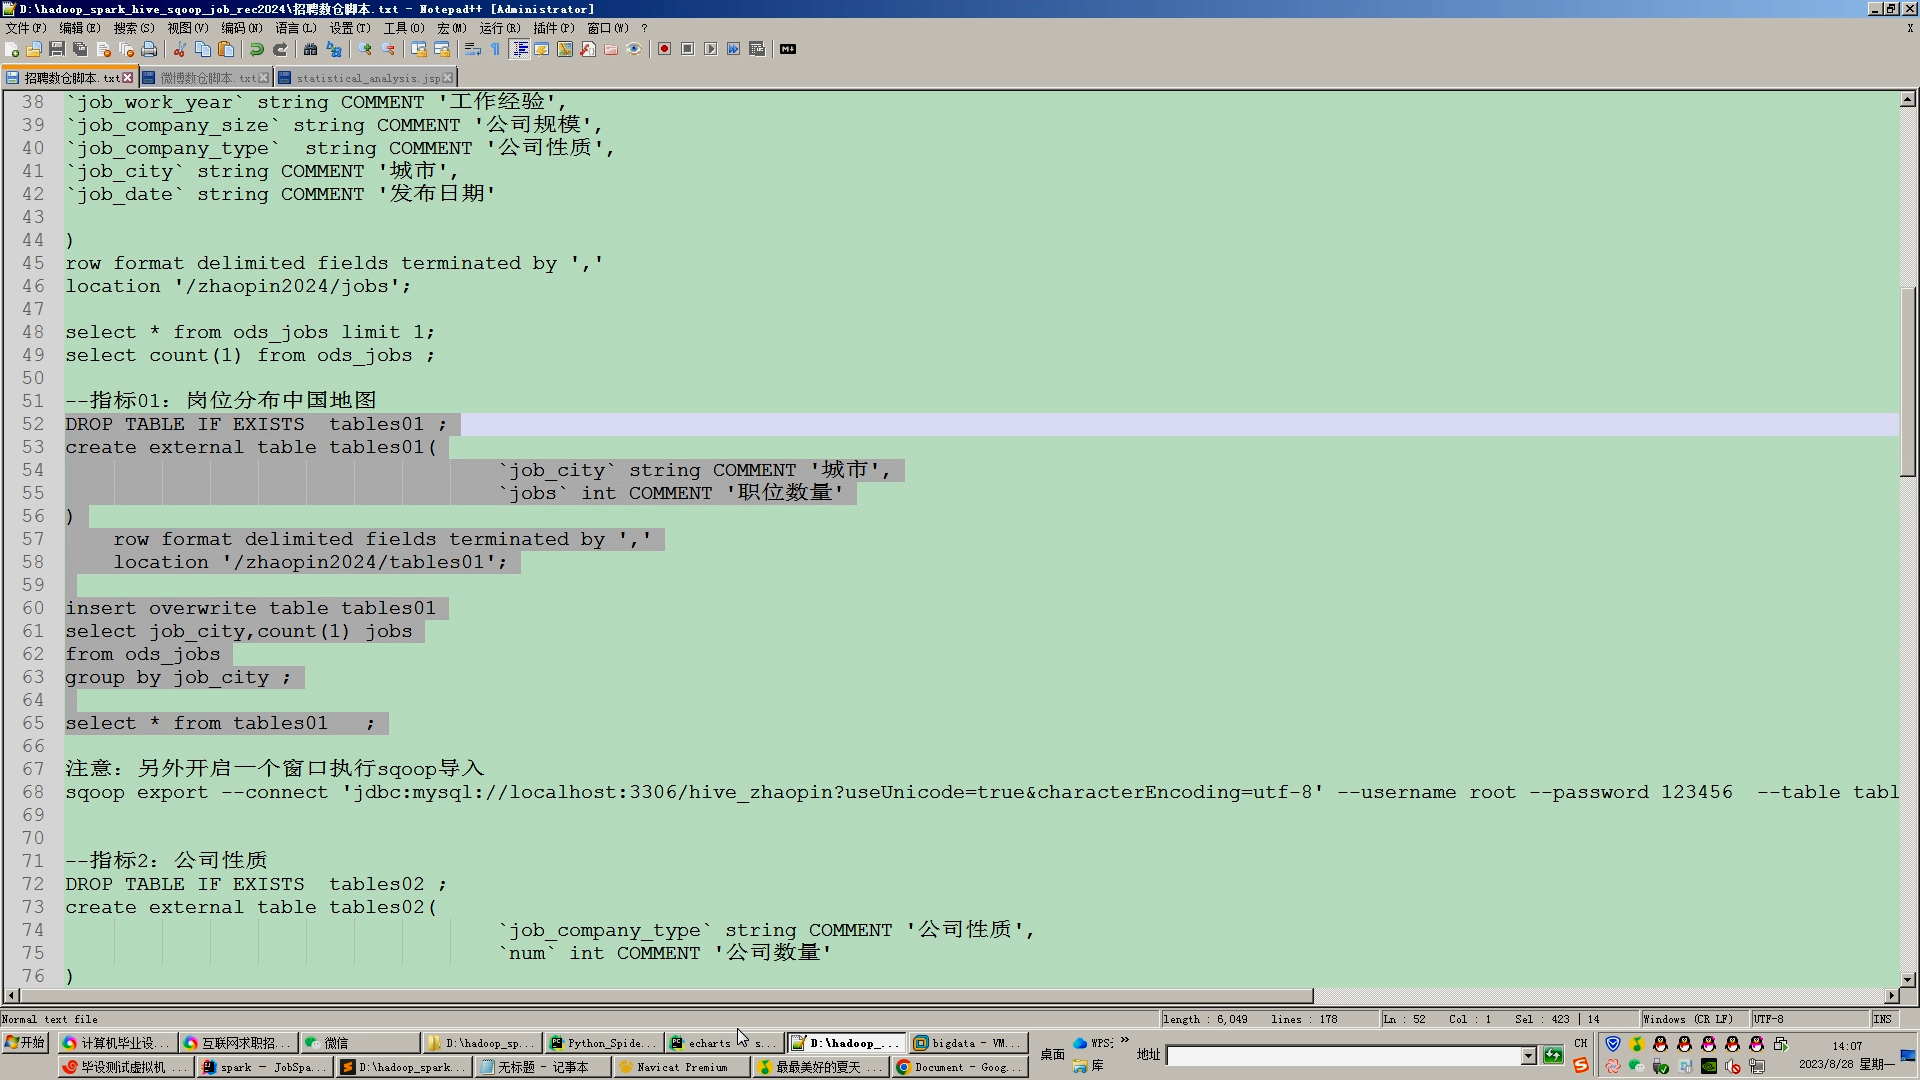 D:\hadoop_spark_hive_sqoop_job_rec2024\招聘数仓脚本.txt - Notepad++ [Administrator]
文件(F) 编辑(E) 搜索(S) 视图(V) 编码(N) 语言(L) 设置(T) 工具(O) 宏(M) 运行(R) 插件(P) 窗口(W) ? X
招聘数仓脚本.txt 微博数仓脚本.txt statistical_analysis.jsp
38 `job_work_year` string COMMENT '工作经验',
39 `job_company_size` string COMMENT '公司规模',
40 `job_company_type`  string COMMENT '公司性质',
41 `job_city` string COMMENT '城市',
42 `job_date` string COMMENT '发布日期'
43
44 )
45 row format delimited fields terminated by ','
46 location '/zhaopin2024/jobs';
47
48 select * from ods_jobs limit 1;
49 select count(1) from ods_jobs ;
50
51 --指标01: 岗位分布中国地图
52 DROP TABLE IF EXISTS  tables01 ;
53 create external table tables01(
54 `job_city` string COMMENT '城市',
55 `jobs` int COMMENT '职位数量'
56 )
57 row format delimited fields terminated by ','
58 location '/zhaopin2024/tables01';
59
60 insert overwrite table tables01
61 select job_city,count(1) jobs
62 from ods_jobs
63 group by job_city ;
64
65 select * from tables01   ;
66
67 注意: 另外开启一个窗口执行sqoop导入
68 sqoop export --connect 'jdbc:mysql://localhost:3306/hive_zhaopin?useUnicode=true&characterEncoding=utf-8' --username root --password 123456  --table tabl
69
70
71 --指标2: 公司性质
72 DROP TABLE IF EXISTS  tables02 ;
73 create external table tables02(
74 `job_company_type` string COMMENT '公司性质',
75 `num` int COMMENT '公司数量'
76 )
Normal text file length : 6,049 lines : 178 Ln : 52 Col : 1 Sel : 423 | 14 Windows (CR LF) UTF-8 INS
开始 计算机毕业设... 互联网求职招... 微信 D:\hadoop_sp... Python_Spide... echarts s... D:\hadoop_... bigdata - VM... 桌面 WPS 地址 CH 14:07
毕设测试虚拟机 ... spark – JobSpa... D:\hadoop_spark... 无标题 - 记事本 Navicat Premium 最最美好的夏天 ... Document - Goog... 库 2023/8/28 星期一